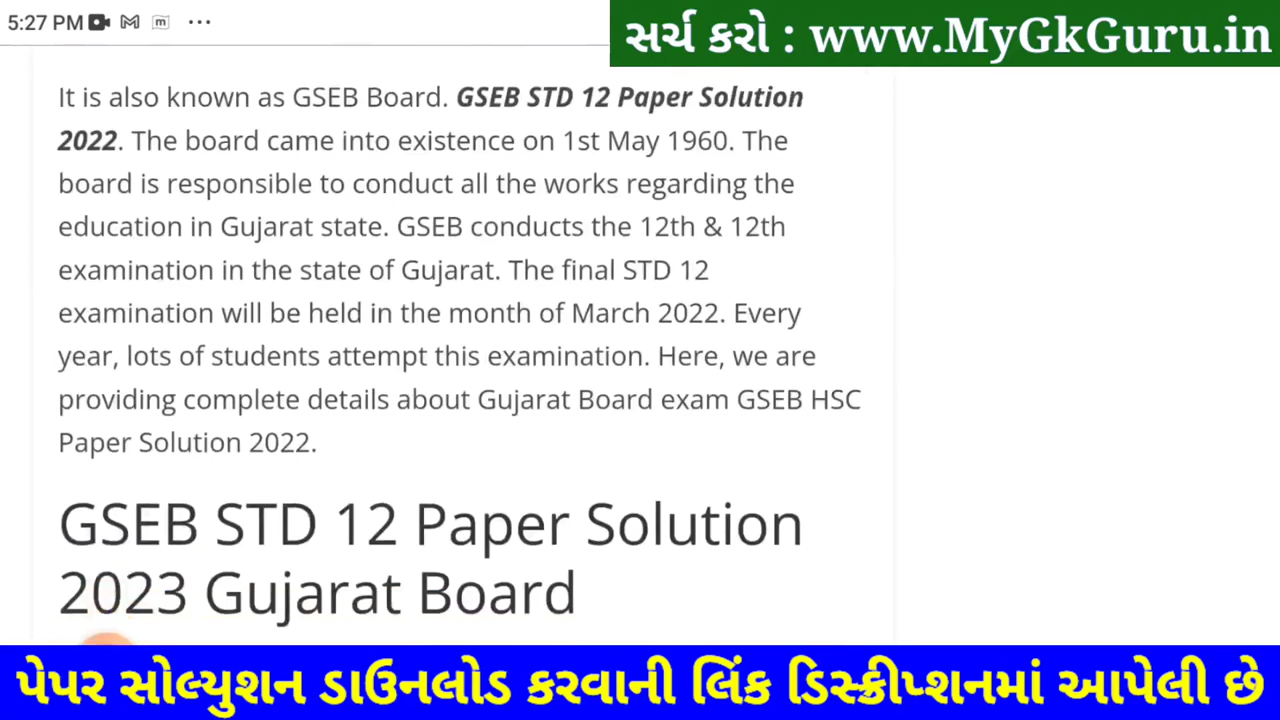 5:27 PM
સર્ચ કરો : www.MyGkGuru.in
It is also known as GSEB Board. GSEB STD 12 Paper Solution
2022. The board came into existence on 1st May 1960. The
board is responsible to conduct all the works regarding the
education in Gujarat state. GSEB conducts the 12th & 12th
examination in the state of Gujarat. The final STD 12
examination will be held in the month of March 2022. Every
year, lots of students attempt this examination. Here, we are
providing complete details about Gujarat Board exam GSEB HSC
Paper Solution 2022.
GSEB STD 12 Paper Solution
2023 Gujarat Board
પેપર સોલ્યુશન ડાઉનલોડ કરવાની લિંક ડિસ્ક્રીપ્શનમાં આપેલી છે